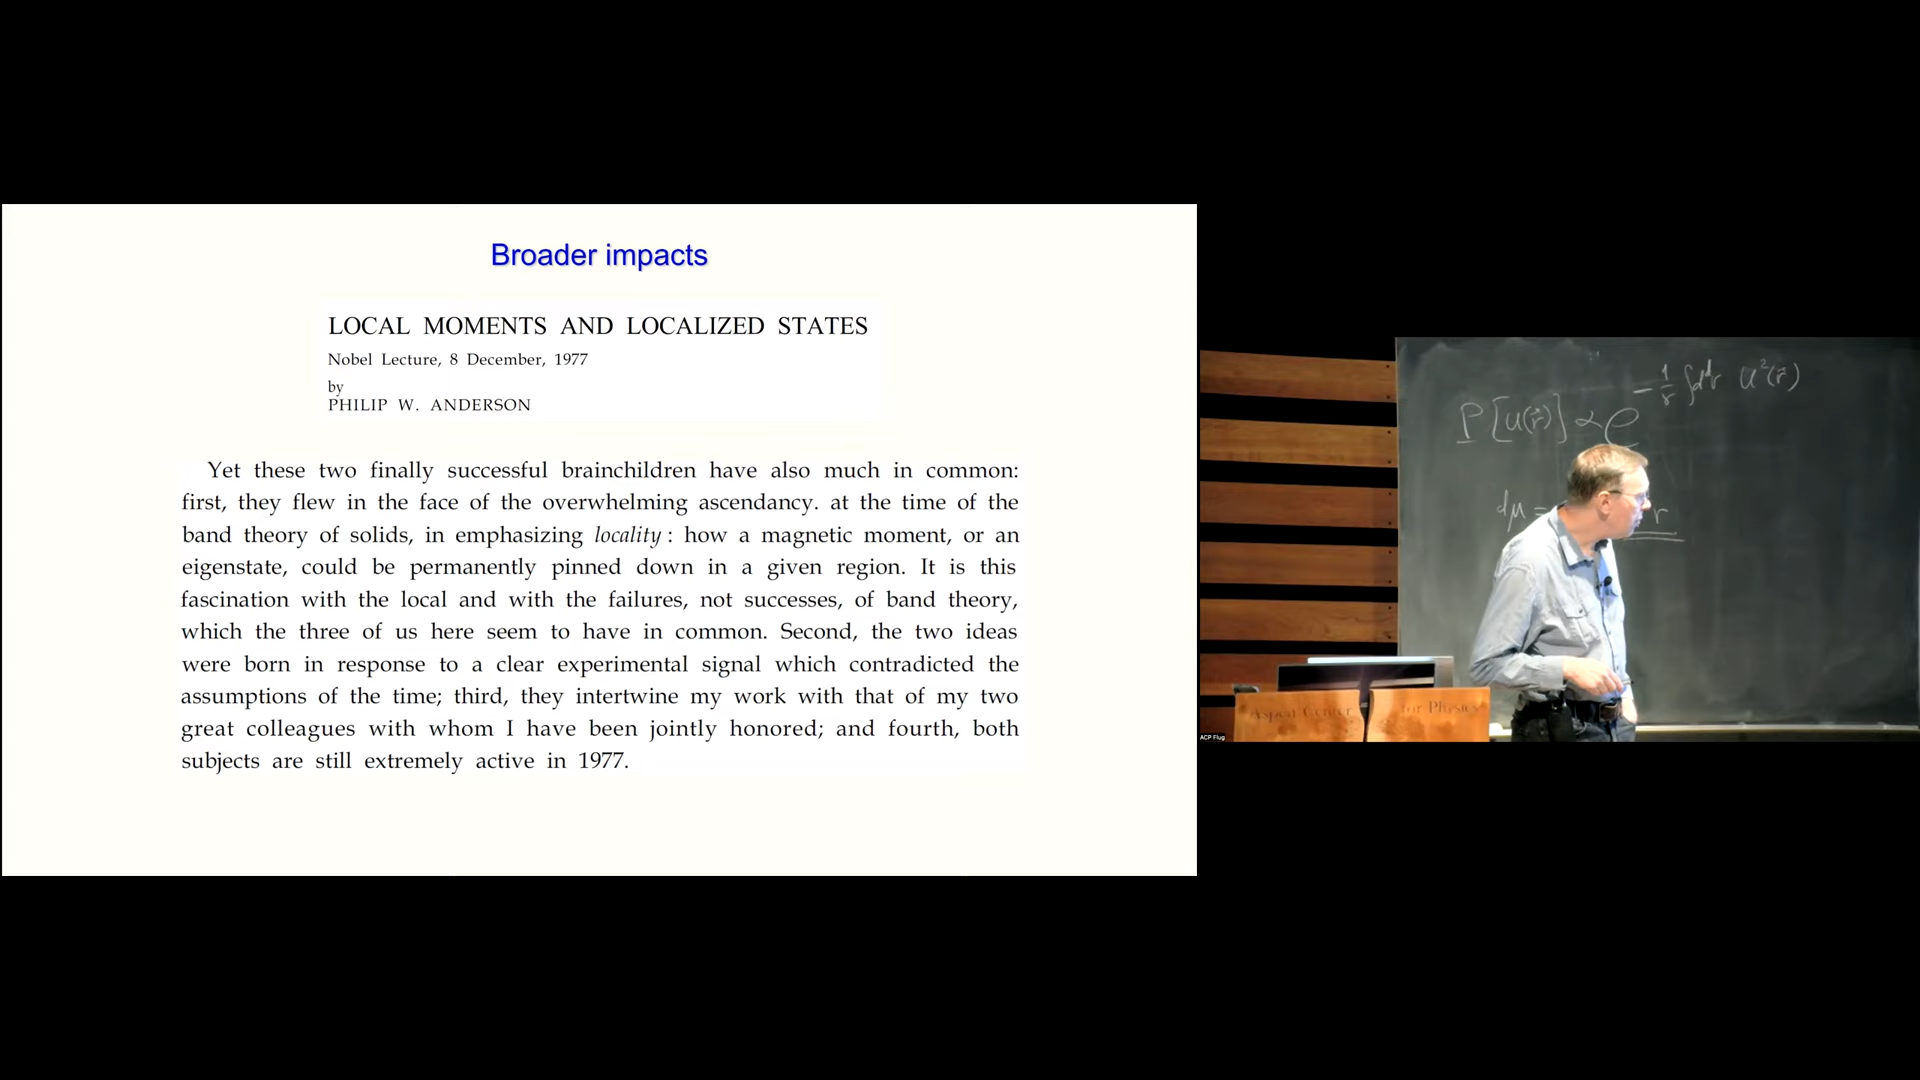 Broader impacts
LOCAL MOMENTS AND LOCALIZED STATES
Nobel Lecture, 8 December, 1977
by
PHILIP W. ANDERSON
Yet these two finally successful brainchildren have also much in common:
first, they flew in the face of the overwhelming ascendancy. at the time of the
band theory of solids, in emphasizing locality : how a magnetic moment, or an
eigenstate, could be permanently pinned down in a given region. It is this
fascination with the local and with the failures, not successes, of band theory,
which the three of us here seem to have in common. Second, the two ideas
were born in response to a clear experimental signal which contradicted the
assumptions of the time; third, they intertwine my work with that of my two
great colleagues with whom I have been jointly honored; and fourth, both
subjects are still extremely active in 1977.
P[u(r⃗)] ∝ e
dμ =
r
Aspen Center for Physics
ACP Flug